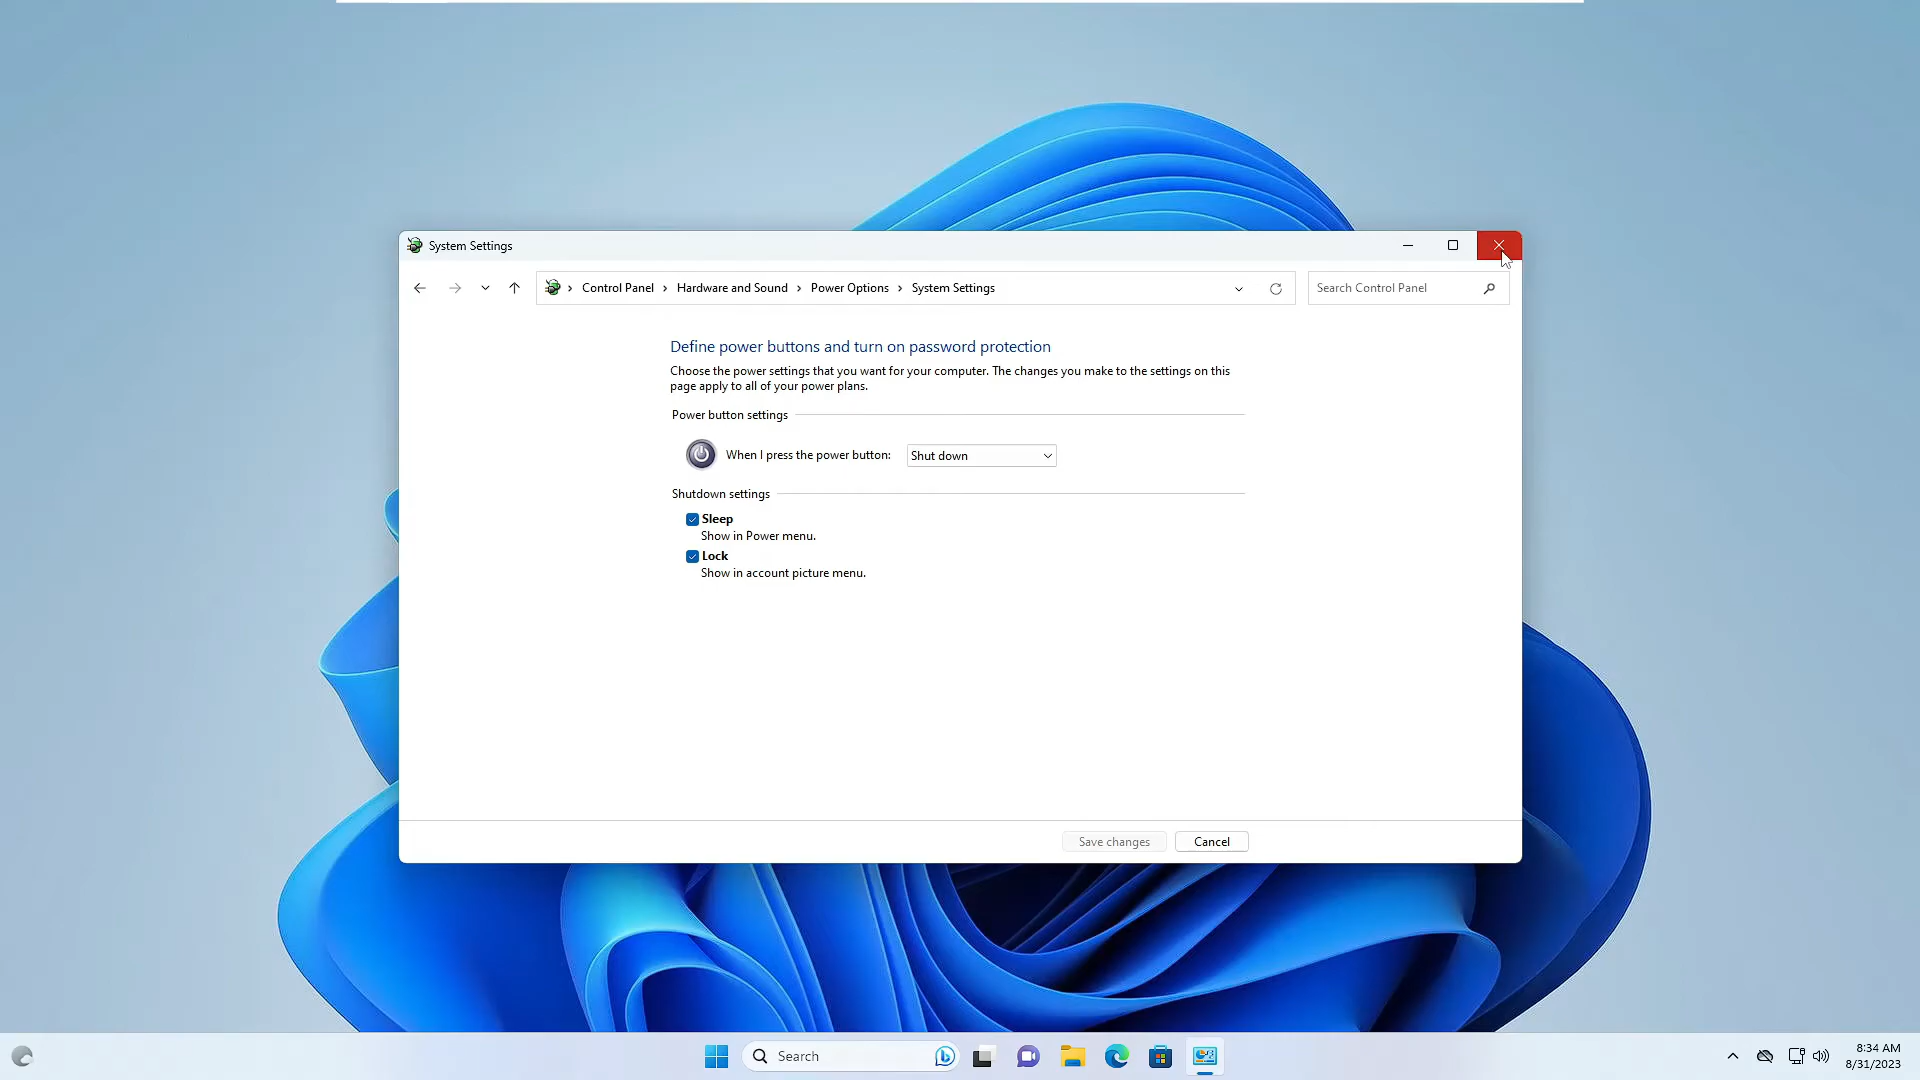 System Settings
Control Panel > Hardware and Sound > Power Options > System Settings
Search Control Panel
Define power buttons and turn on password protection
Choose the power settings that you want for your computer. The changes you make to the settings on this
page apply to all of your power plans.
Power button settings
When I press the power button: Shut down
Shutdown settings
Sleep
Show in Power menu.
Lock
Show in account picture menu.
Save changes Cancel
Search
8:34 AM
8/31/2023